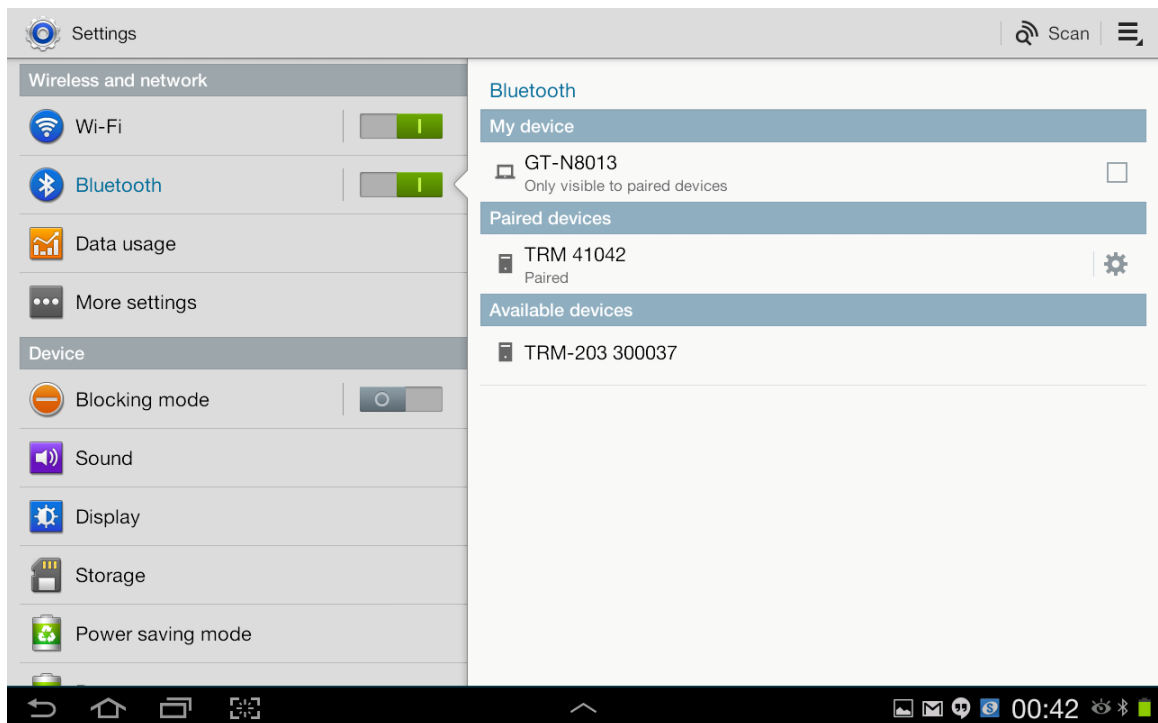 Settings
Scan
Wireless and network
Wi-Fi
Bluetooth
Data usage
More settings
Device
Blocking mode
Sound
Display
Storage
Power saving mode
Bluetooth
My device
GT-N8013
Only visible to paired devices
Paired devices
TRM 41042
Paired
Available devices
TRM-203 300037
00:42